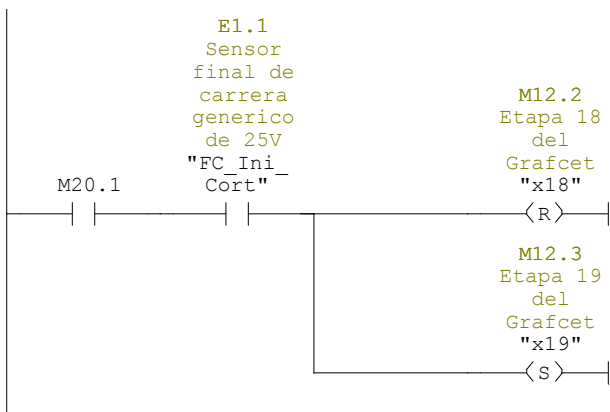 E1.1
Sensor
final de
carrera
generico
de 25V
"FC_Ini_
Cort"
M20.1
M12.2
Etapa 18
del
Grafcet
"x18"
R
M12.3
Etapa 19
del
Grafcet
"x19"
S